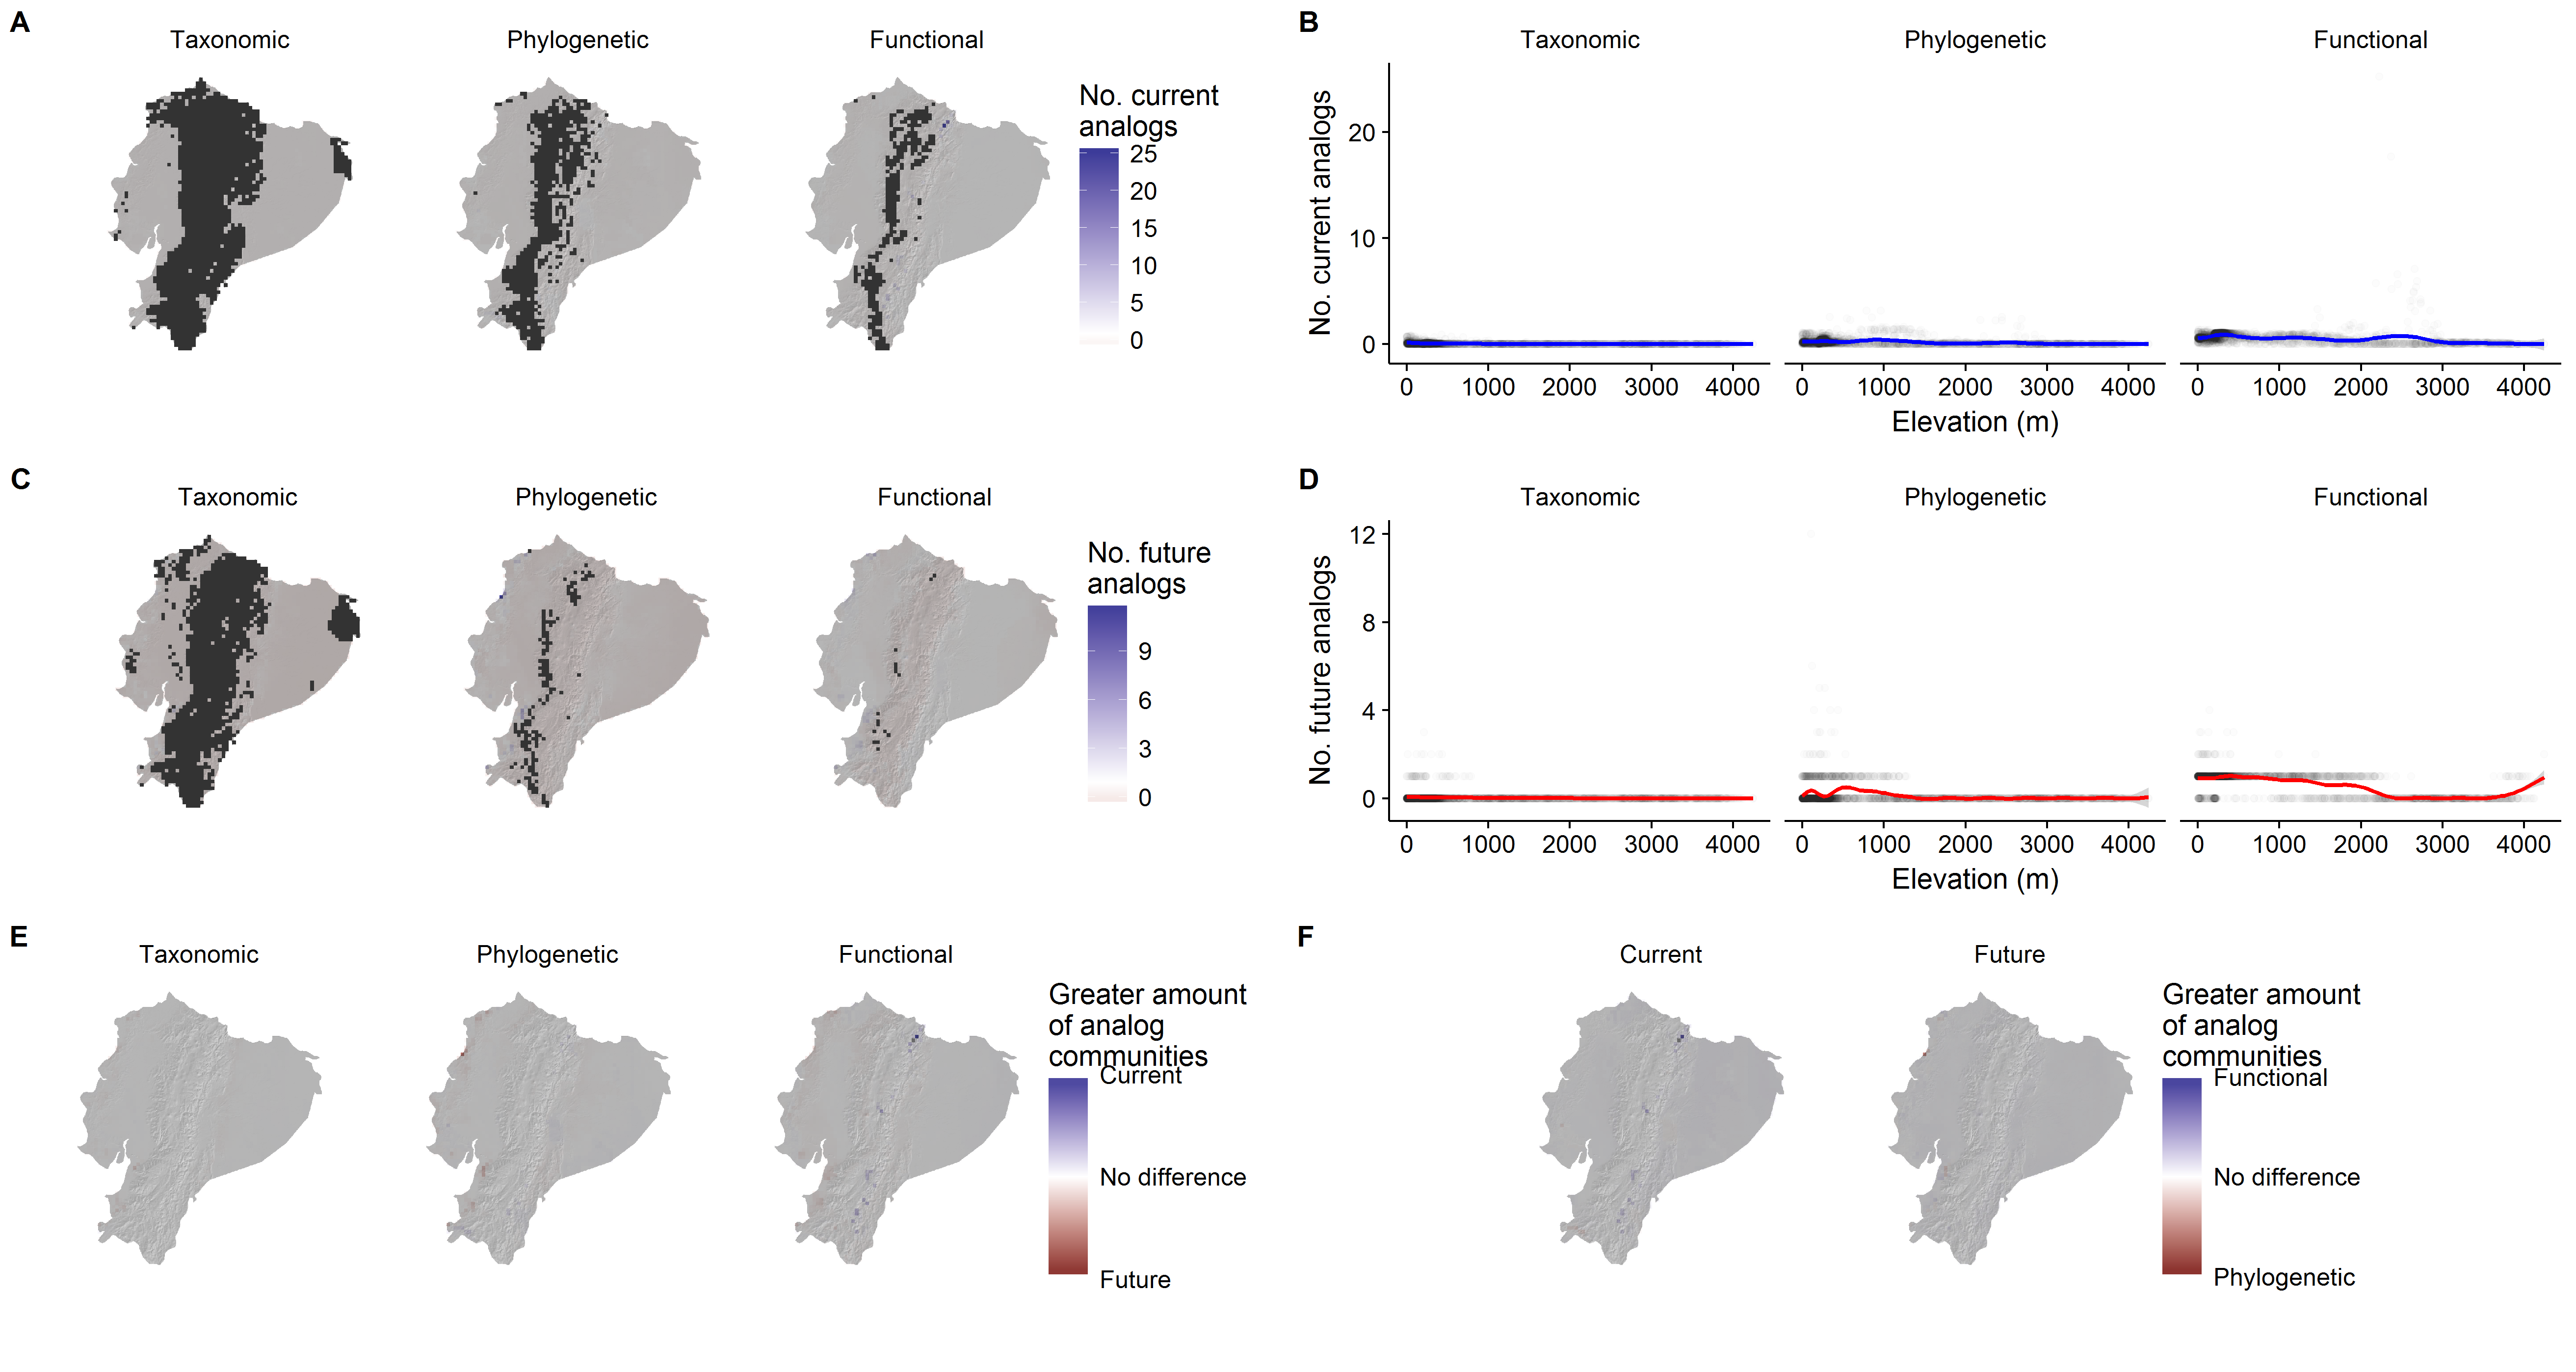 A
Taxonomic
Phylogenetic
Functional
No. current
analogs
25
20
15
10
5
0
B
Taxonomic
Phylogenetic
Functional
No. current analogs
20
10
0
0 1000 2000 3000 4000
0 1000 2000 3000 4000
0 1000 2000 3000 4000
Elevation (m)
C
Taxonomic
Phylogenetic
Functional
No. future
analogs
9
6
3
0
D
Taxonomic
Phylogenetic
Functional
No. future analogs
12
8
4
0
0 1000 2000 3000 4000
0 1000 2000 3000 4000
0 1000 2000 3000 4000
Elevation (m)
E
Taxonomic
Phylogenetic
Functional
Greater amount
of analog
communities
Current
No difference
Future
F
Current
Future
Greater amount
of analog
communities
Functional
No difference
Phylogenetic